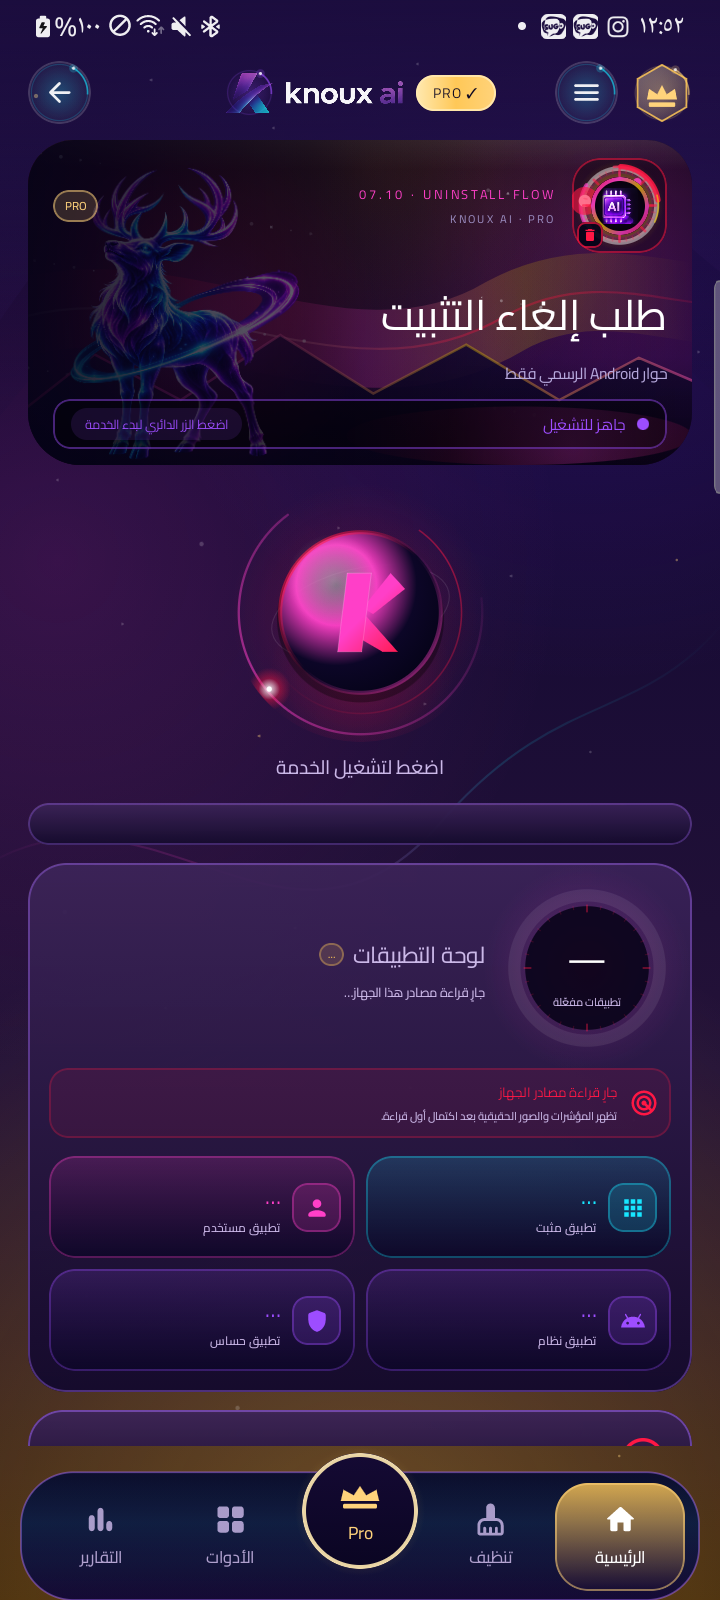 ١٢:٥٢
%١٠٠
knoux ai
PRO ✓
07.10 · UNINSTALL FLOW
KNOUX AI · PRO
PRO
AI
طلب إلغاء التثبيت
حوار Android الرسمي فقط
جاهز للتشغيل
اضغط الزر الدائري لبدء الخدمة
اضغط لتشغيل الخدمة
لوحة التطبيقات ...
جارٍ قراءة مصادر هذا الجهاز...
—
تطبيقات مفعّلة
جارٍ قراءة مصادر الجهاز
تظهر المؤشرات والصور الحقيقية بعد اكتمال أول قراءة.
...
تطبيق مثبت
...
تطبيق مستخدم
...
تطبيق نظام
...
تطبيق حساس
الرئيسية
تنظيف
Pro
الأدوات
التقارير